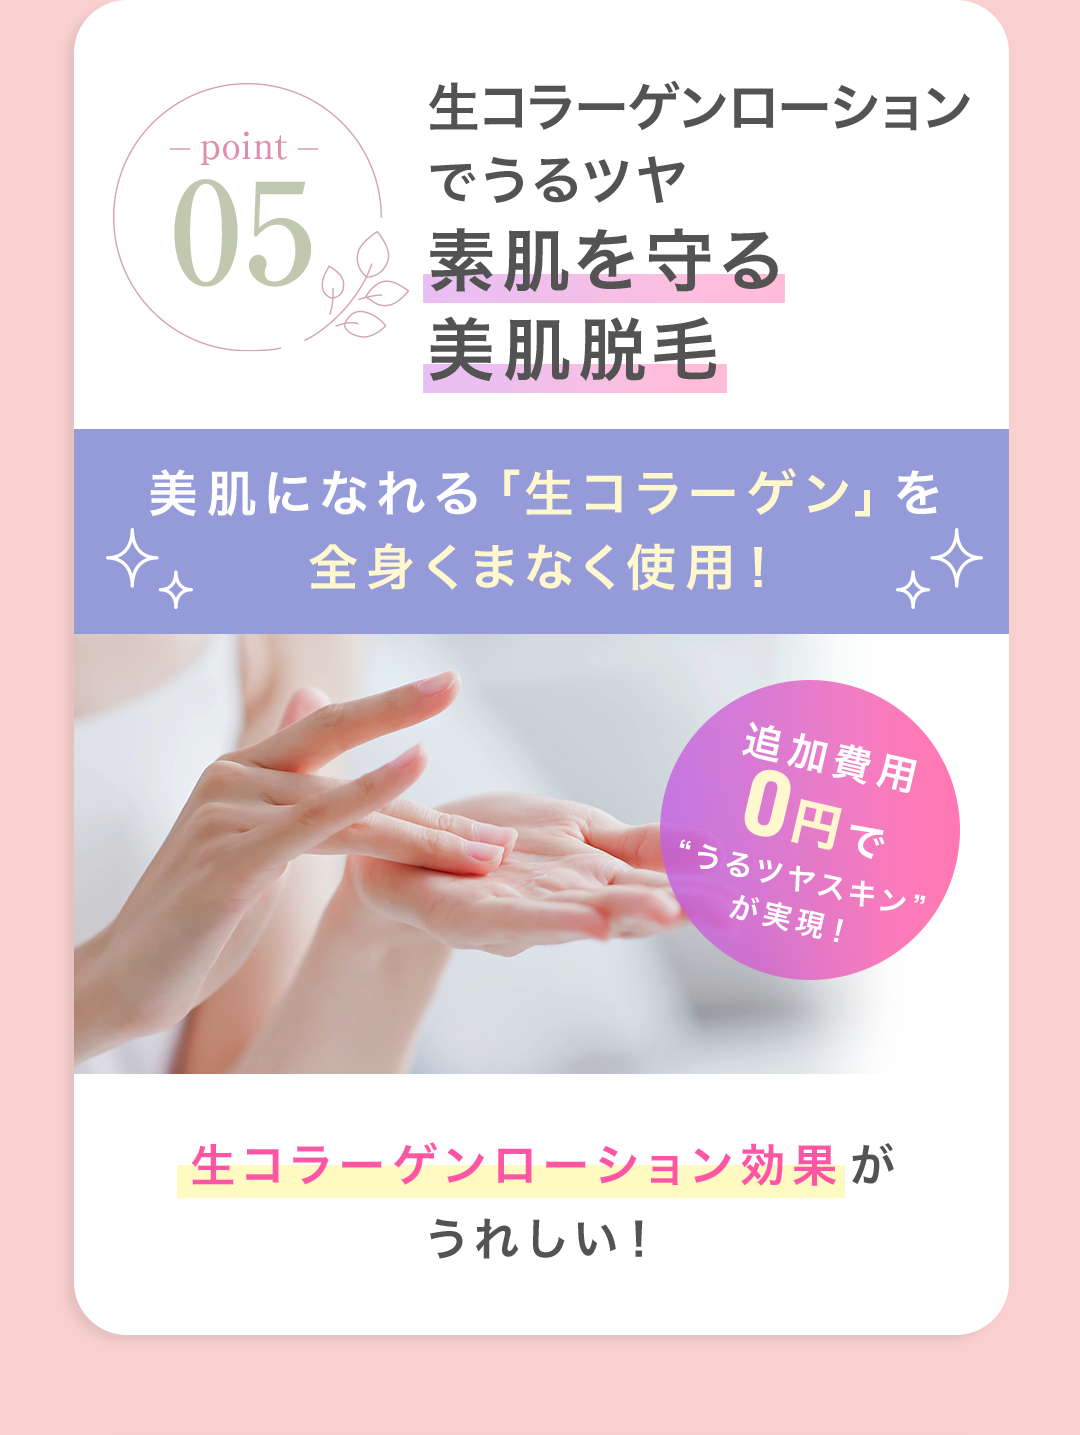 point
05
生コラーゲンローション
でうるツヤ
素肌を守る
美肌脱毛
美肌になれる「生コラーゲン」を
全身くまなく使用！
追加費用
0円で
“うるツヤスキン”
が実現！
生コラーゲンローション効果が
うれしい！